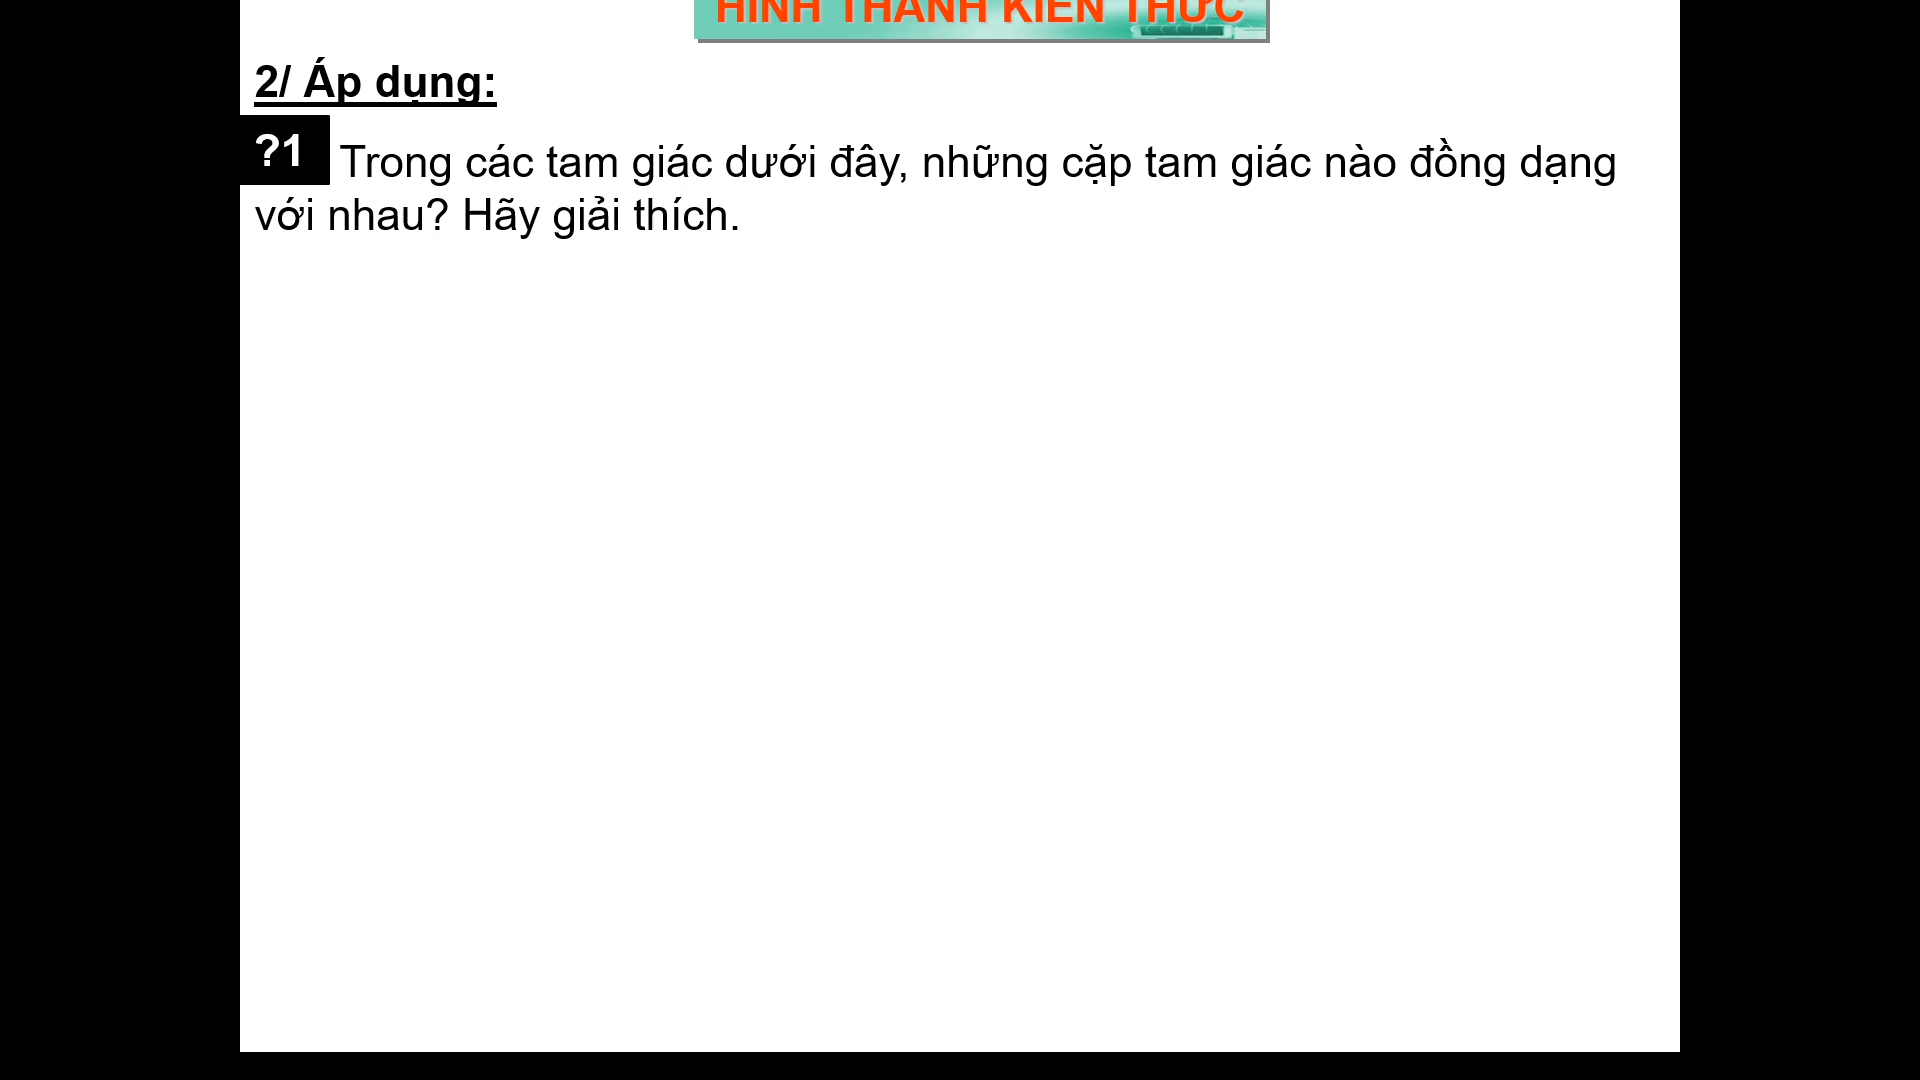 HÌNH THÀNH KIẾN THỨC
2/ Áp dụng:
?1 Trong các tam giác dưới đây, những cặp tam giác nào đồng dạng
với nhau? Hãy giải thích.